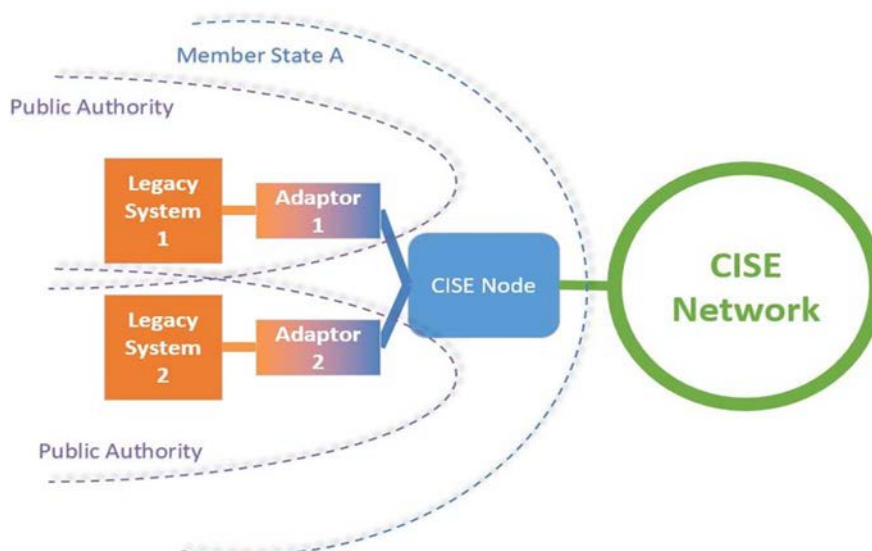 Member State A
Public Authority
Legacy
System
1
Adaptor
1
CISE Node
CISE
Network
Legacy
System
2
Adaptor
2
Public Authority